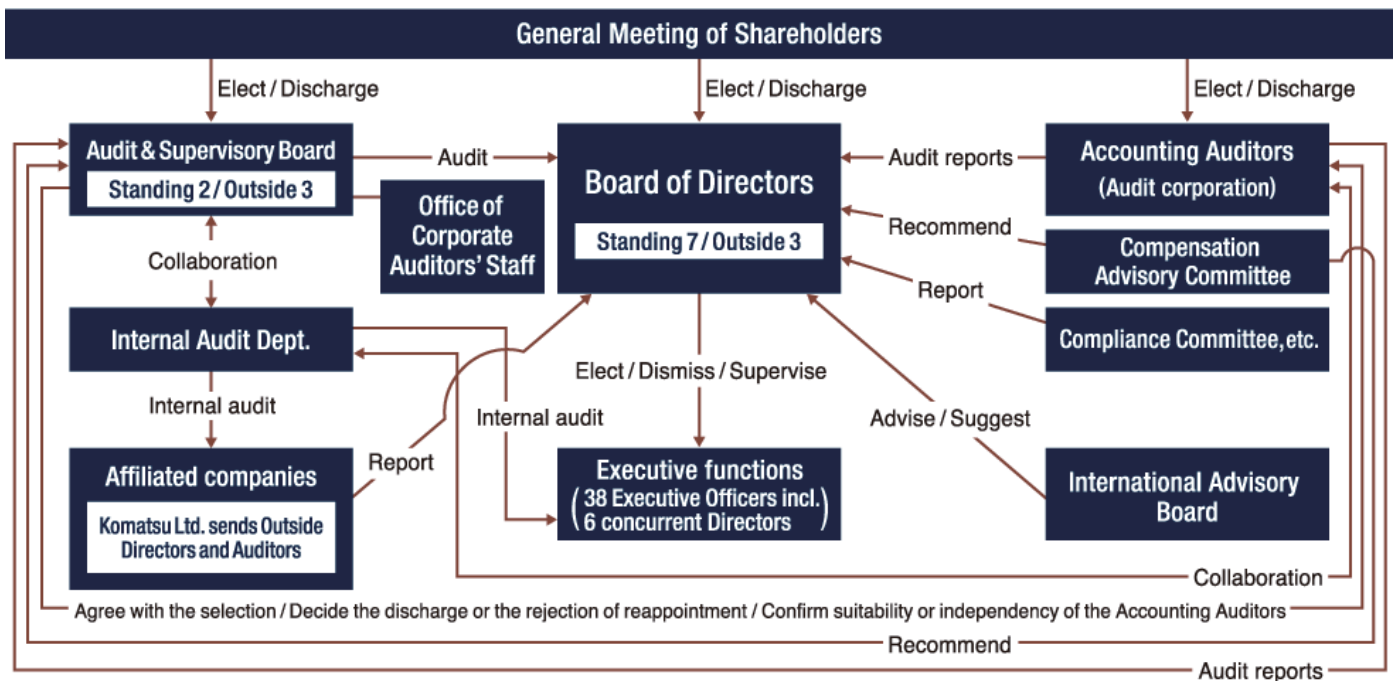 General Meeting of Shareholders
Elect / Discharge
Elect / Discharge
Elect / Discharge
Audit & Supervisory Board
Standing 2 / Outside 3
Audit
Office of
Corporate
Auditors' Staff
Board of Directors
Standing 7 / Outside 3
Audit reports
Recommend
Report
Accounting Auditors
(Audit corporation)
Compensation
Advisory Committee
Compliance Committee, etc.
Collaboration
Internal Audit Dept.
Internal audit
Affiliated companies
Komatsu Ltd. sends Outside
Directors and Auditors
Report
Internal audit
Elect / Dismiss / Supervise
Executive functions
(38 Executive Officers incl.
6 concurrent Directors)
Advise / Suggest
International Advisory
Board
Collaboration
Agree with the selection / Decide the discharge or the rejection of reappointment / Confirm suitability or independency of the Accounting Auditors
Recommend
Audit reports